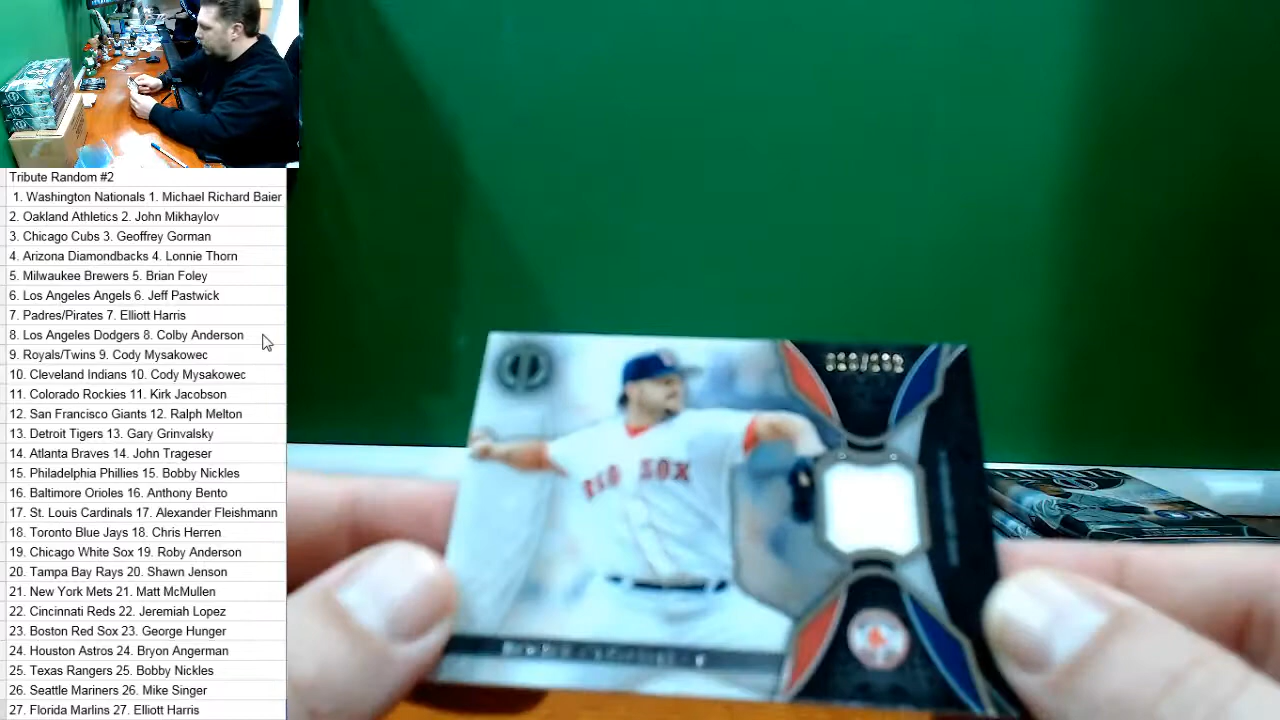 Tribute Random #2
1. Washington Nationals 1. Michael Richard Baier
2. Oakland Athletics 2. John Mikhaylov
3. Chicago Cubs 3. Geoffrey Gorman
4. Arizona Diamondbacks 4. Lonnie Thorn
5. Milwaukee Brewers 5. Brian Foley
6. Los Angeles Angels 6. Jeff Pastwick
7. Padres/Pirates 7. Elliott Harris
8. Los Angeles Dodgers 8. Colby Anderson
9. Royals/Twins 9. Cody Mysakowec
10. Cleveland Indians 10. Cody Mysakowec
11. Colorado Rockies 11. Kirk Jacobson
12. San Francisco Giants 12. Ralph Melton
13. Detroit Tigers 13. Gary Grinvalsky
14. Atlanta Braves 14. John Trageser
15. Philadelphia Phillies 15. Bobby Nickles
16. Baltimore Orioles 16. Anthony Bento
17. St. Louis Cardinals 17. Alexander Fleishmann
18. Toronto Blue Jays 18. Chris Herren
19. Chicago White Sox 19. Roby Anderson
20. Tampa Bay Rays 20. Shawn Jenson
21. New York Mets 21. Matt McMullen
22. Cincinnati Reds 22. Jeremiah Lopez
23. Boston Red Sox 23. George Hunger
24. Houston Astros 24. Bryon Angerman
25. Texas Rangers 25. Bobby Nickles
26. Seattle Mariners 26. Mike Singer
27. Florida Marlins 27. Elliott Harris
RED SOX